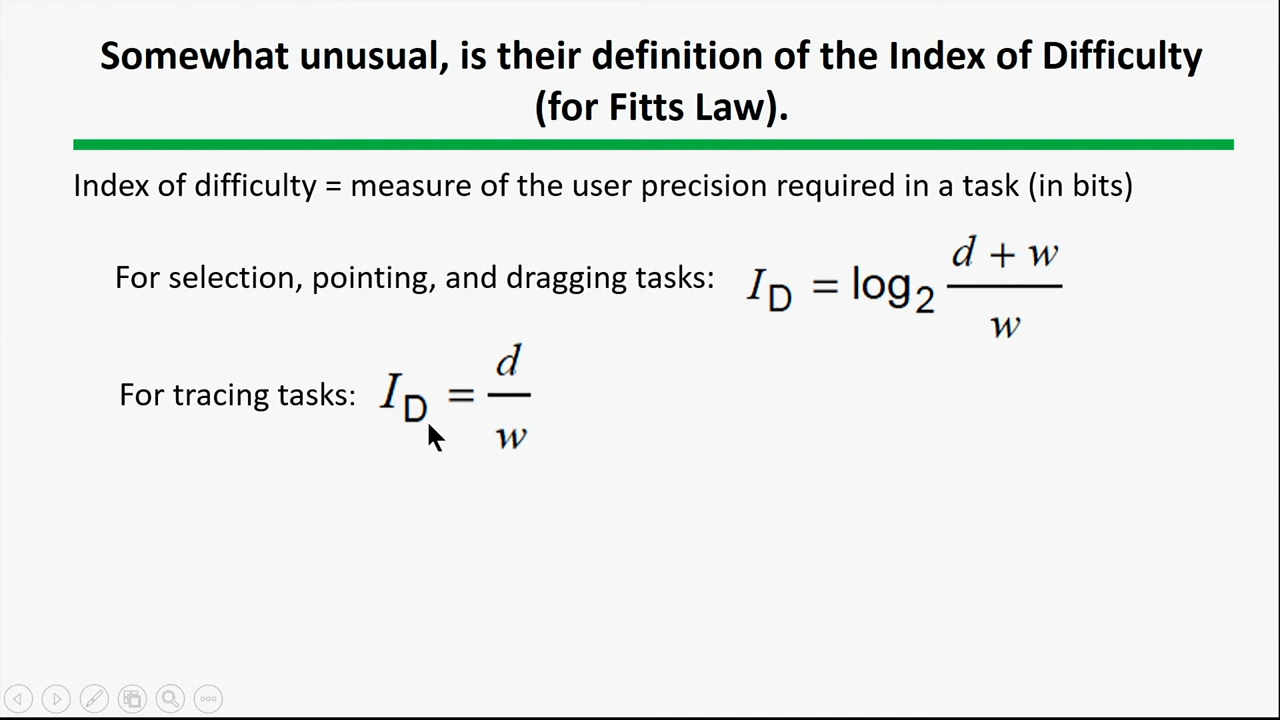 Somewhat unusual, is their definition of the Index of Difficulty
(for Fitts Law).
Index of difficulty = measure of the user precision required in a task (in bits)
For selection, pointing, and dragging tasks: I_D = log_2 (d + w)/w
For tracing tasks: I_D = d/w